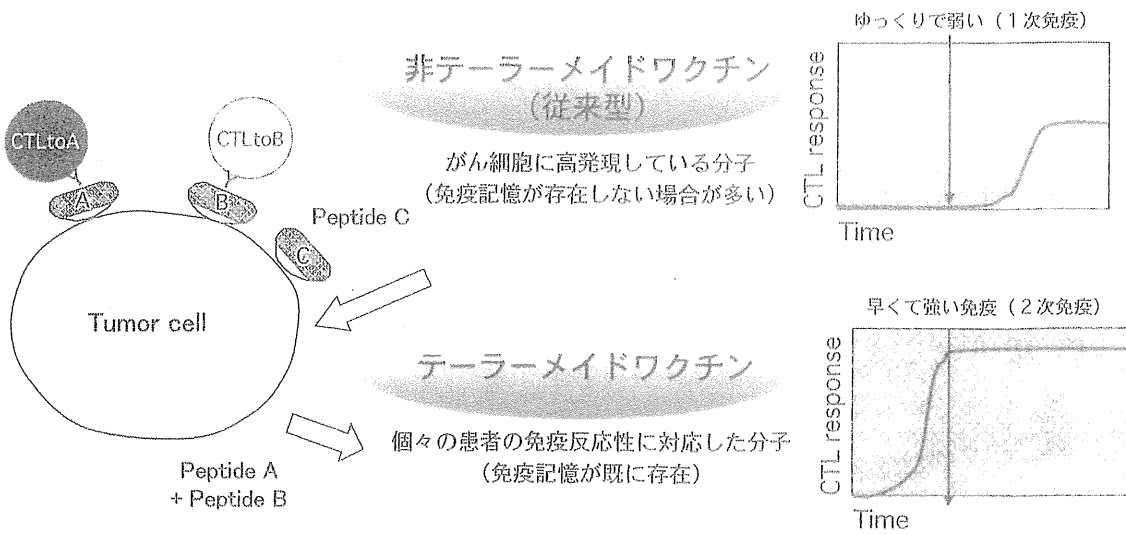 CTLtoA
CTLtoB
A
B
C
Peptide C
Tumor cell
Peptide A
+ Peptide B
非テーラーメイドワクチン
(従来型)
がん細胞に高発現している分子
(免疫記憶が存在しない場合が多い)
テーラーメイドワクチン
個々の患者の免疫反応性に対応した分子
(免疫記憶が既に存在)
ゆっくりで弱い (1次免疫)
CTL response
Time
早くて強い免疫 (2次免疫)
CTL response
Time